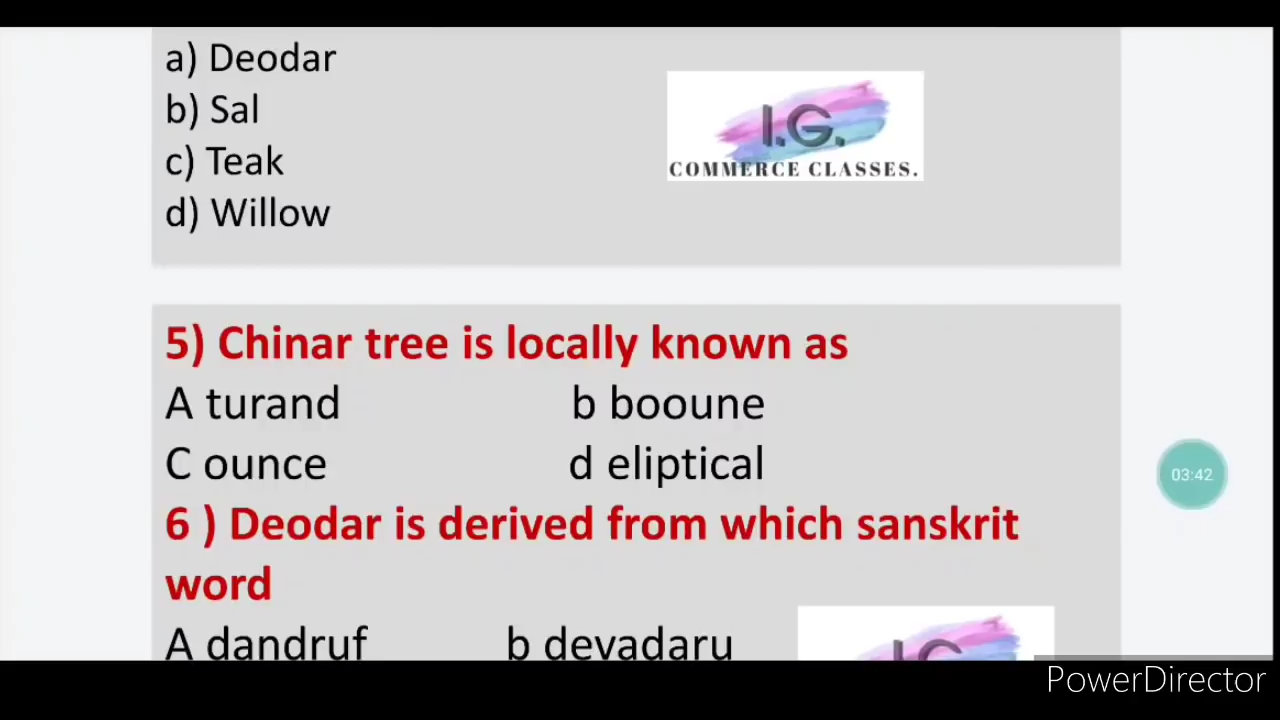 a) Deodar
b) Sal
c) Teak
d) Willow
I.G.
COMMERCE CLASSES.
5) Chinar tree is locally known as
A turand b booune
C ounce d eliptical
03:42
6 ) Deodar is derived from which sanskrit
word
A dandruf b devadaru
I.G.
PowerDirector